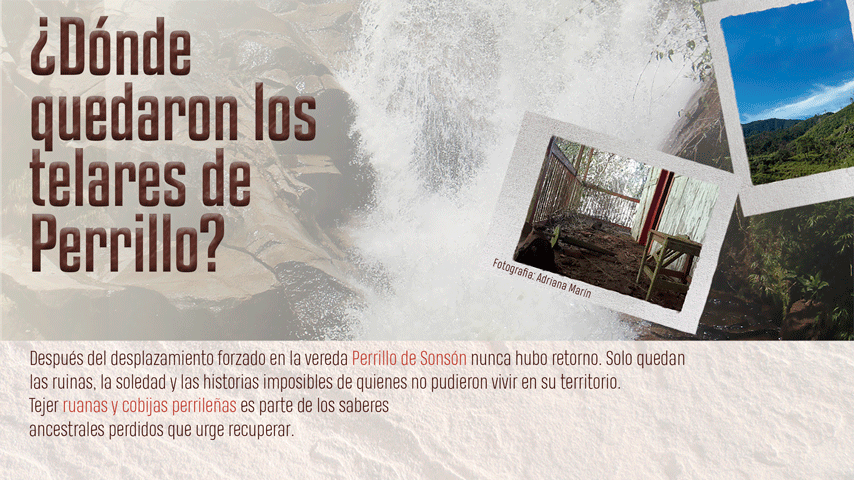 ¿Dónde
quedaron los
telares de
Perrillo?
Fotografía: Adriana Marín
Después del desplazamiento forzado en la vereda Perrillo de Sonsón nunca hubo retorno. Solo quedan
las ruinas, la soledad y las historias imposibles de quienes no pudieron vivir en su territorio.
Tejer ruanas y cobijas perrileñas es parte de los saberes
ancestrales perdidos que urge recuperar.